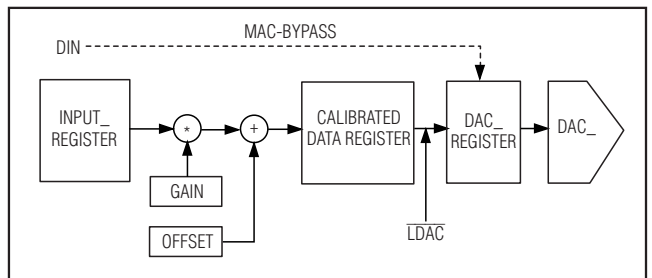 MAC-BYPASS
DIN
INPUT_
REGISTER
*
+
CALIBRATED
DATA REGISTER
DAC_
REGISTER
DAC_
GAIN
OFFSET
LDAC